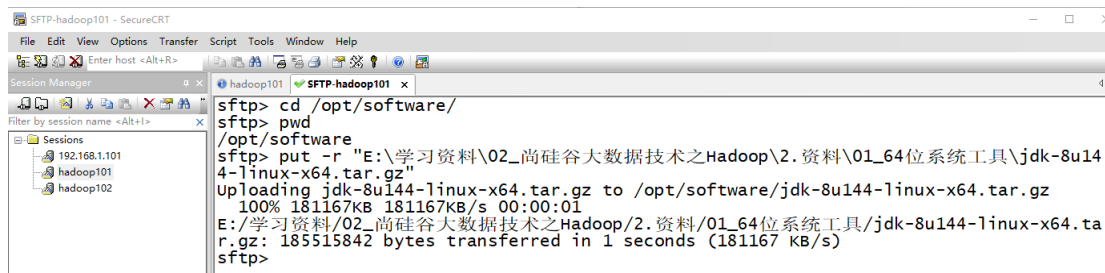 SFTP-hadoop101 - SecureCRT
File Edit View Options Transfer Script Tools Window Help
Enter host <Alt+R>
Session Manager
hadoop101 SFTP-hadoop101
Filter by session name <Alt+I>
Sessions
192.168.1.101
hadoop101
hadoop102
sftp> cd /opt/software/
sftp> pwd
/opt/software
sftp> put -r "E:\学习资料\02_尚硅谷大数据技术之Hadoop\2.资料\01_64位系统工具\jdk-8u14
4-linux-x64.tar.gz"
Uploading jdk-8u144-linux-x64.tar.gz to /opt/software/jdk-8u144-linux-x64.tar.gz
100% 181167KB 181167KB/s 00:00:01
E:/学习资料/02_尚硅谷大数据技术之Hadoop/2.资料/01_64位系统工具/jdk-8u144-linux-x64.ta
r.gz: 185515842 bytes transferred in 1 seconds (181167 KB/s)
sftp>